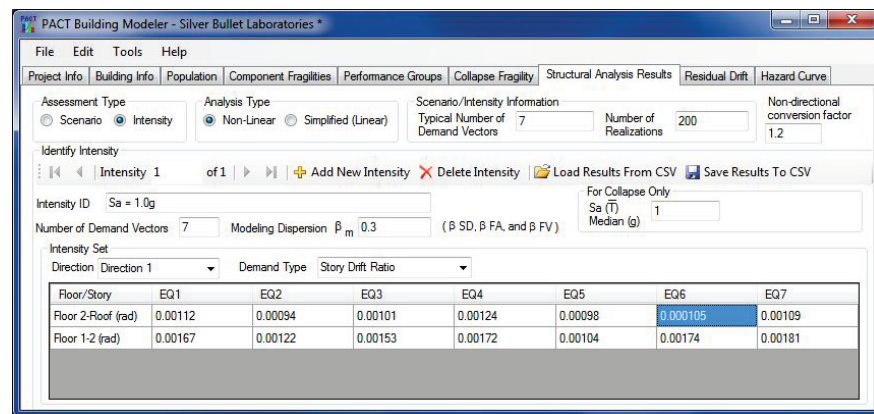 PACT Building Modeler - Silver Bullet Laboratories *
File Edit Tools Help
Project Info Building Info Population Component Fragilities Performance Groups Collapse Fragility Structural Analysis Results Residual Drift Hazard Curve
Assessment Type Analysis Type Scenario/Intensity Information Non-directional
Scenario Intensity Non-Linear Simplified (Linear) Typical Number of 7 Number of 200 conversion factor
Demand Vectors Realizations 1.2
Identify Intensity
Intensity 1 of 1 Add New Intensity Delete Intensity Load Results From CSV Save Results To CSV
For Collapse Only
Intensity ID Sa = 1.0g Sa (T̅) 1
Number of Demand Vectors 7 Modeling Dispersion β m 0.3 (β SD, β FA, and β FV) Median (g)
Intensity Set
Direction Direction 1 Demand Type Story Drift Ratio
Floor/Story EQ1 EQ2 EQ3 EQ4 EQ5 EQ6 EQ7
Floor 2-Roof (rad) 0.00112 0.00094 0.00101 0.00124 0.00098 0.000105 0.00109
Floor 1-2 (rad) 0.00167 0.00122 0.00153 0.00172 0.00104 0.00174 0.00181